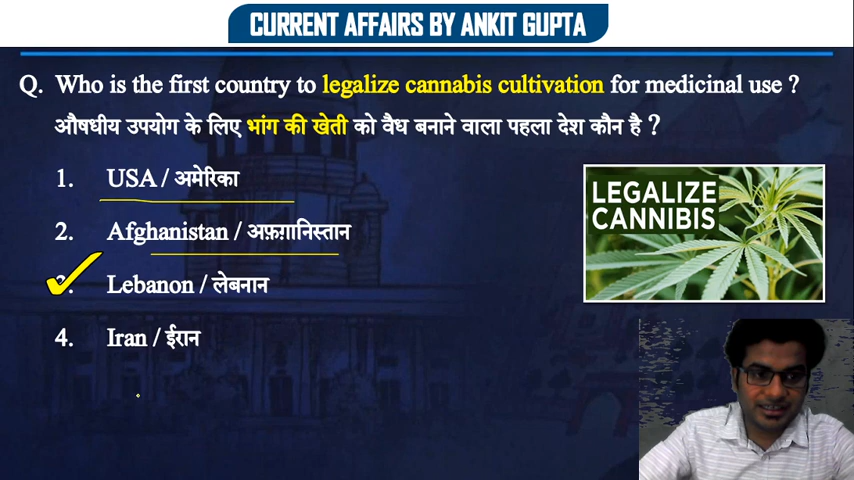 CURRENT AFFAIRS BY ANKIT GUPTA
Q. Who is the first country to legalize cannabis cultivation for medicinal use ?
औषधीय उपयोग के लिए भांग की खेती को वैध बनाने वाला पहला देश कौन है ?
1. USA / अमेरिका
2. Afghanistan / अफ़ग़ानिस्तान
3. Lebanon / लेबनान
4. Iran / ईरान
LEGALIZE
CANNIBIS